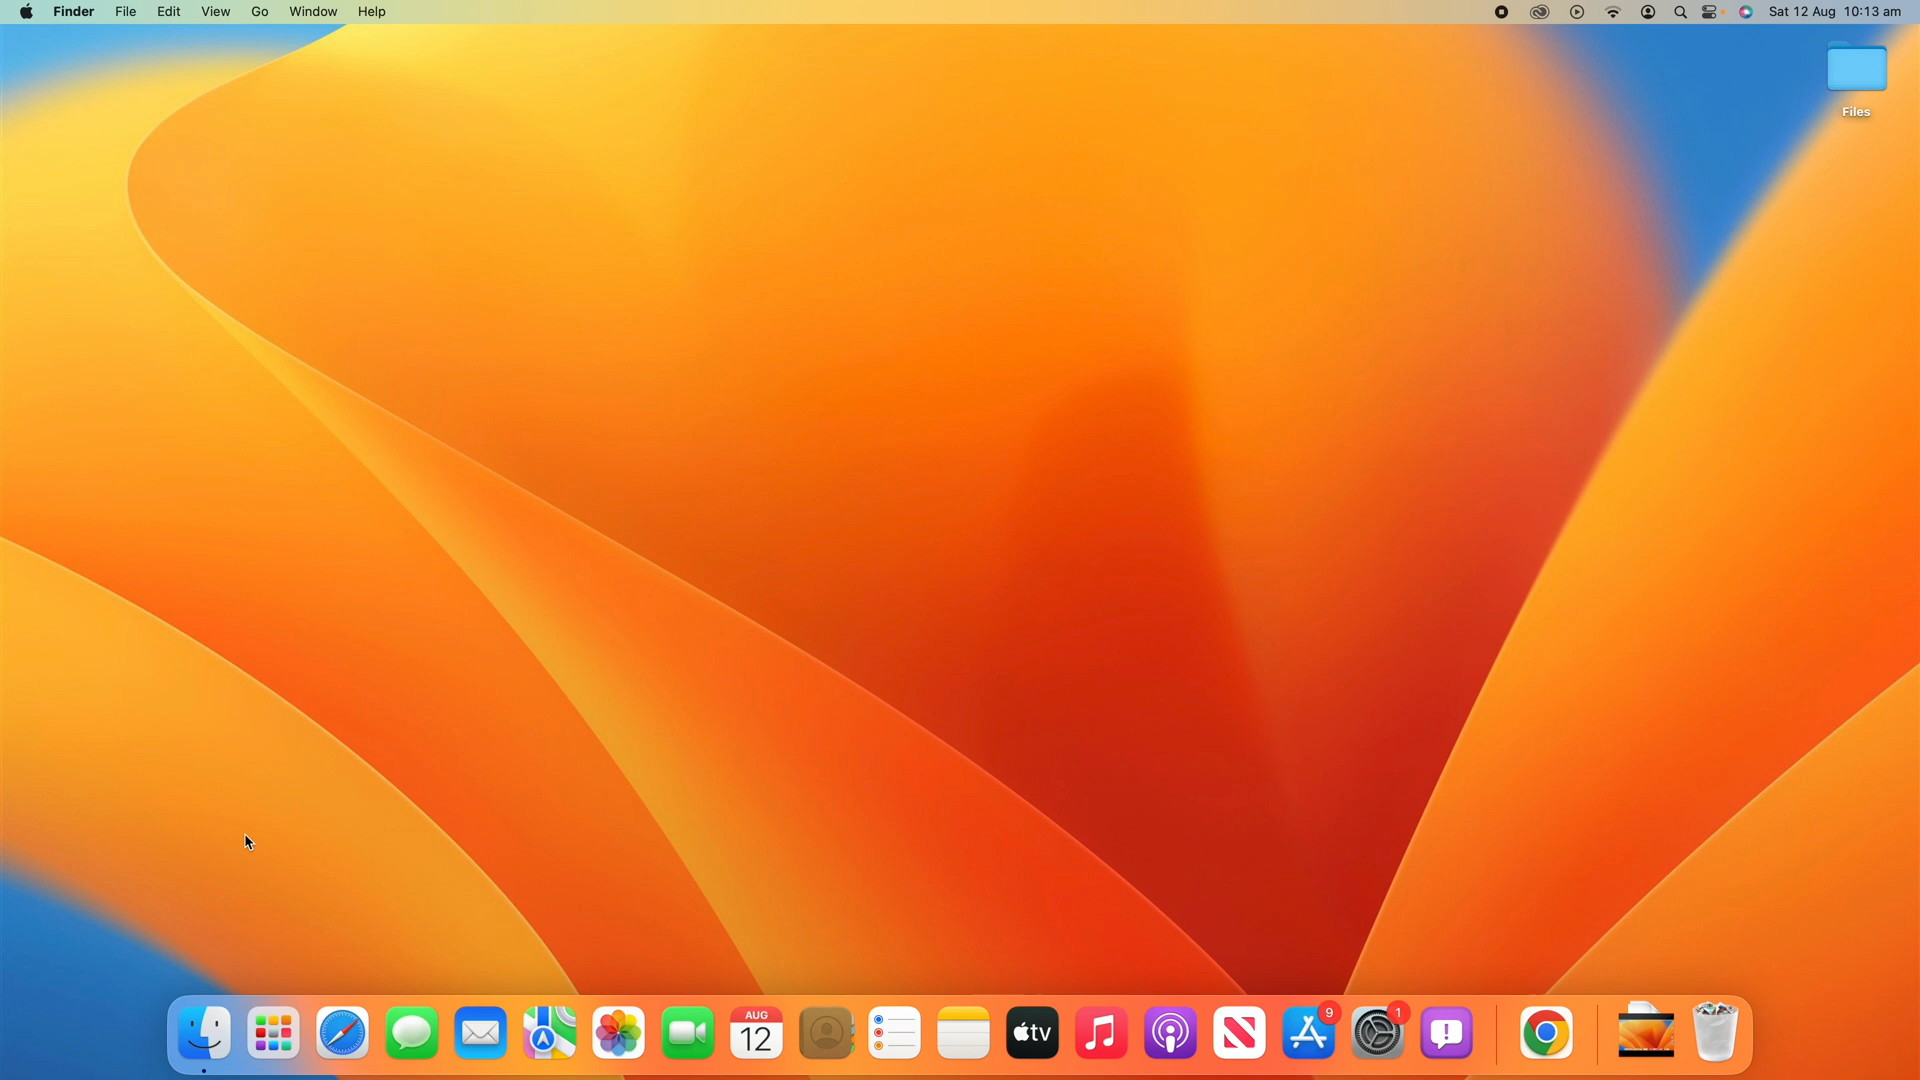 Finder File Edit View Go Window Help Sat 12 Aug 10:13 am
Files
AUG
12
tv
9
1